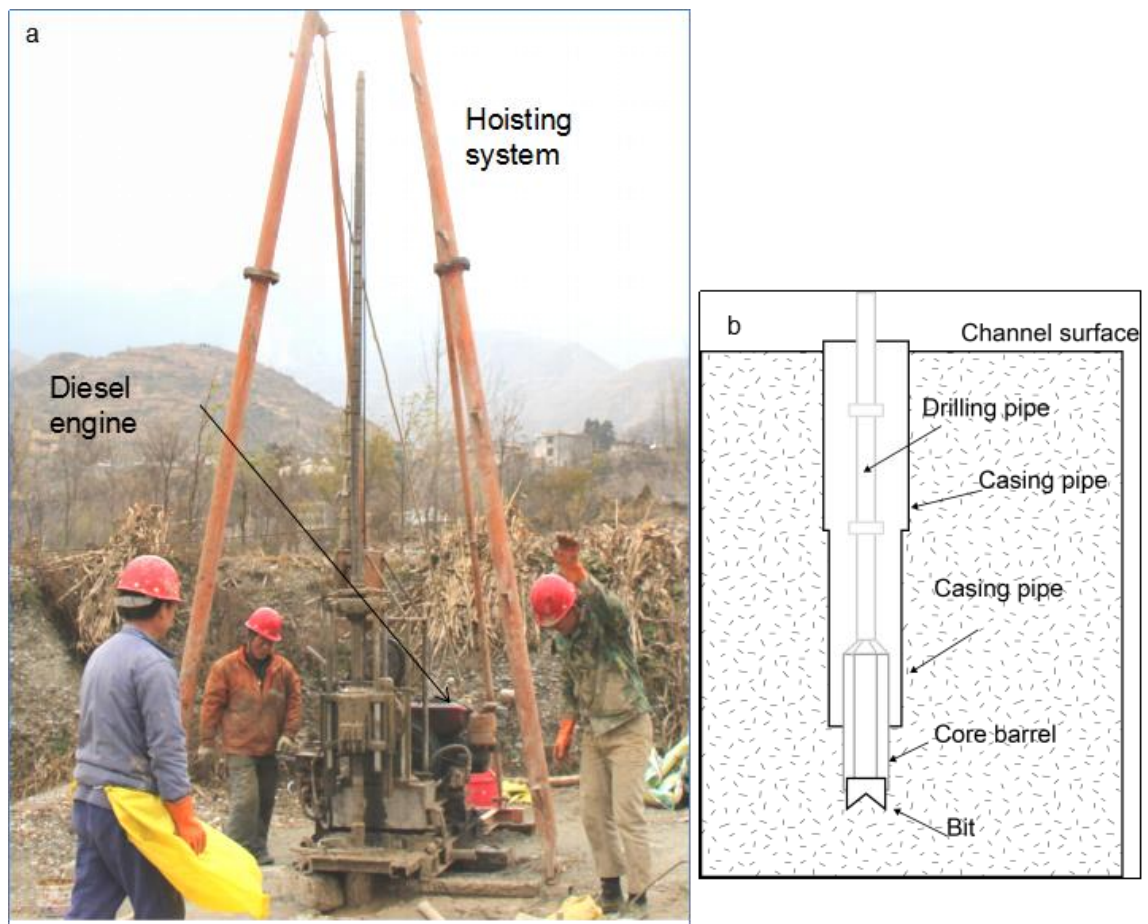 a
Hoisting
system
Diesel
engine
b
Channel surface
Drilling pipe
Casing pipe
Casing pipe
Core barrel
Bit